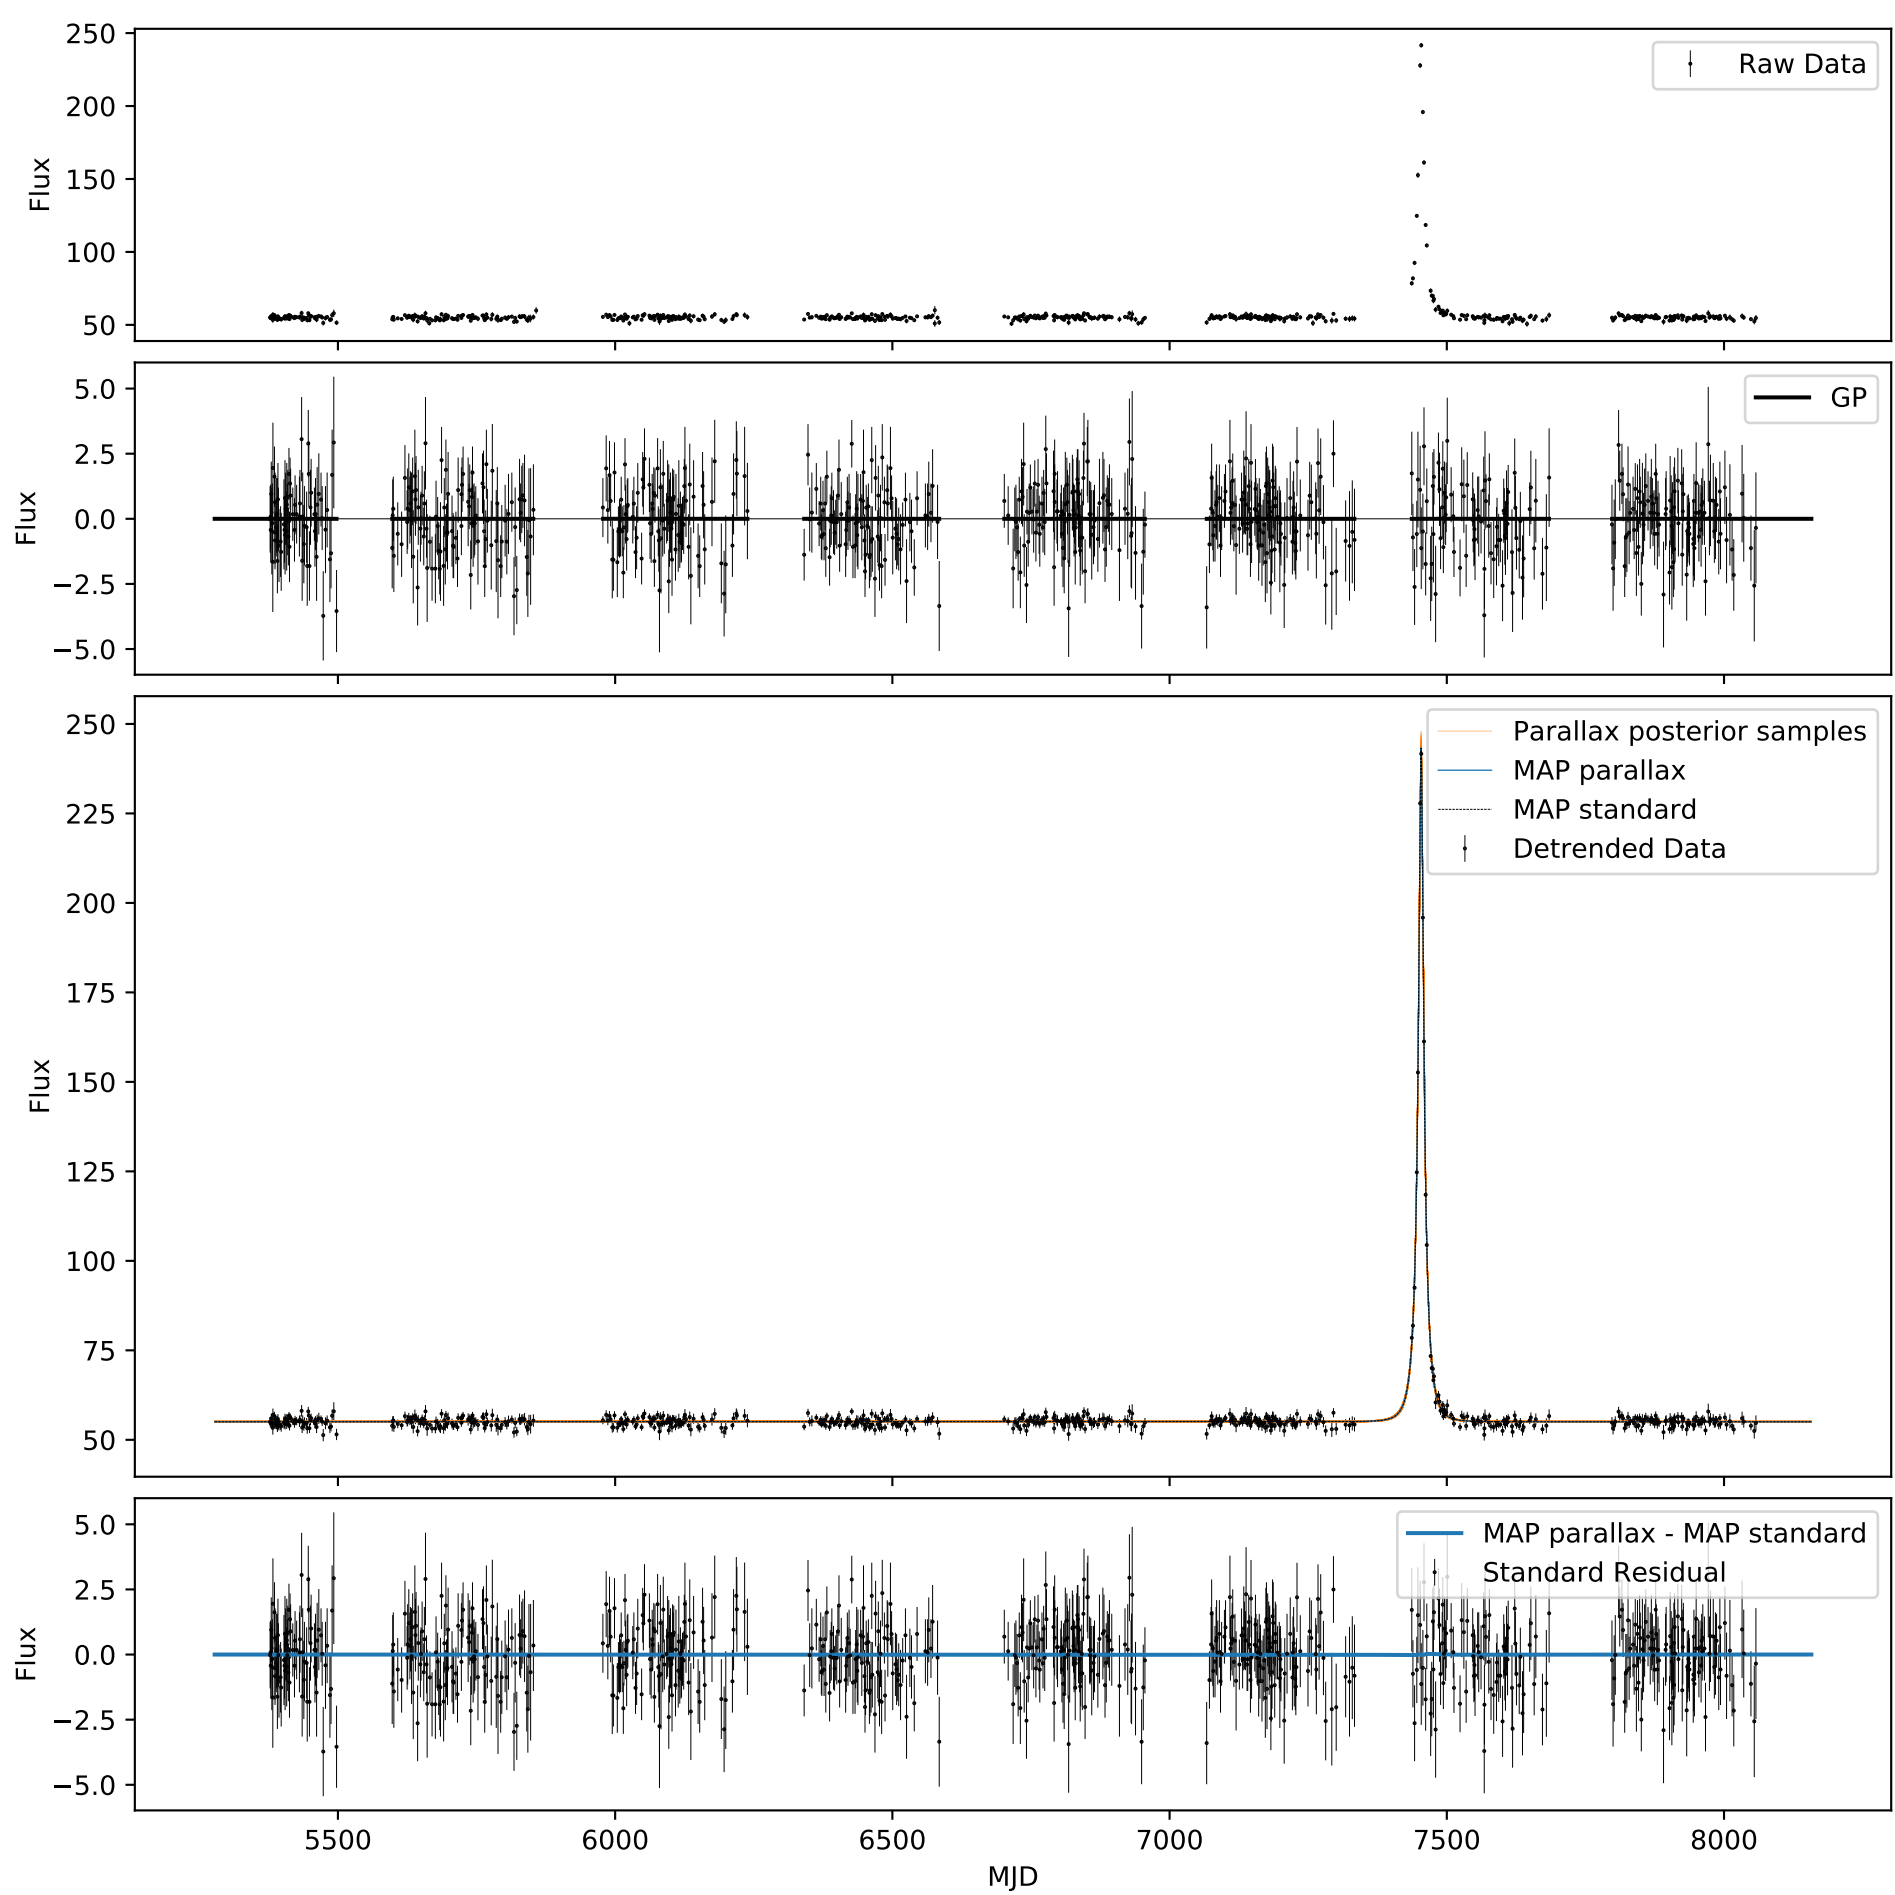 250
200
150
100
50
Flux
Raw Data
5.0
2.5
0.0
−2.5
−5.0
Flux
GP
250
225
200
175
150
125
100
75
50
Flux
Parallax posterior samples
MAP parallax
MAP standard
Detrended Data
5.0
2.5
0.0
−2.5
−5.0
Flux
MAP parallax - MAP standard
Standard Residual
5500
6000
6500
7000
7500
8000
MJD